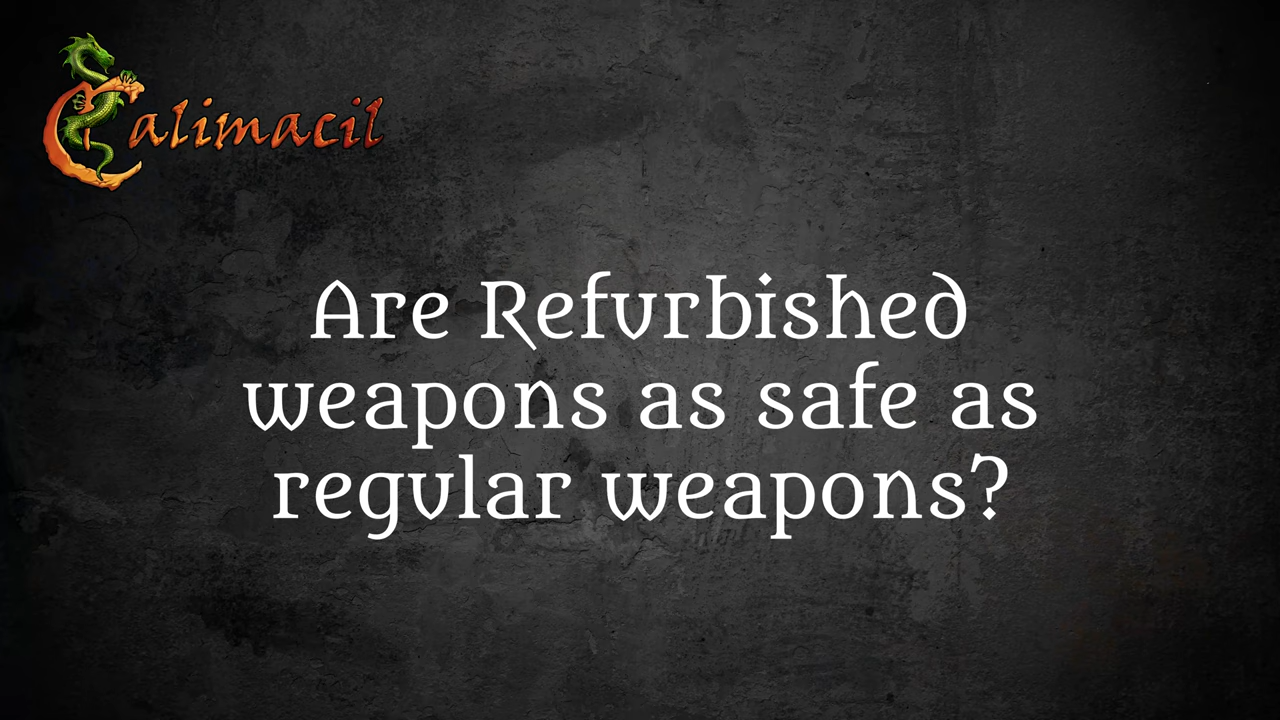 Calimacil
Are Refurbished
weapons as safe as
regular weapons?